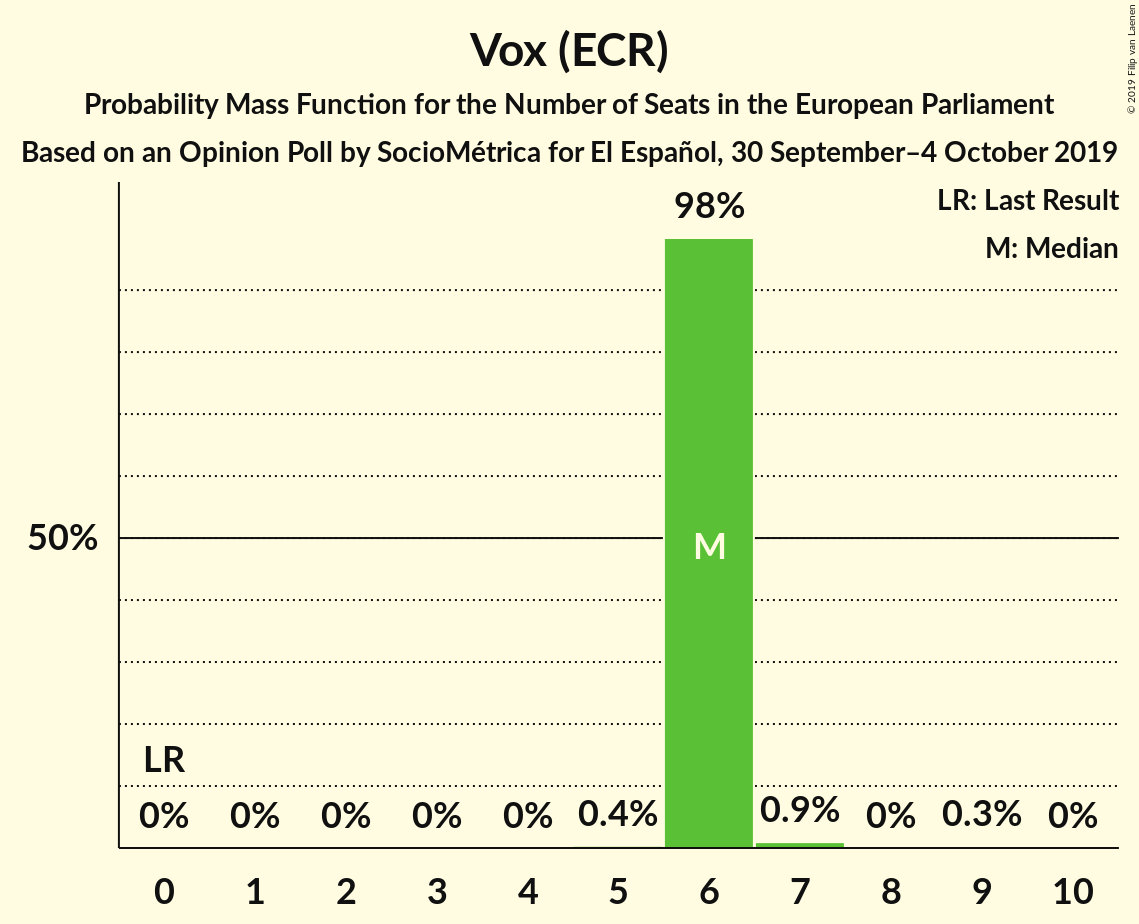 Vox (ECR)
Probability Mass Function for the Number of Seats in the European Parliament
Based on an Opinion Poll by SocioMétrica for El Español, 30 September–4 October 2019
© 2019 Filip van Laenen
LR: Last Result
M: Median
98%
50%
M
LR
0% 0% 0% 0% 0% 0.4% 0.9% 0% 0.3% 0%
0 1 2 3 4 5 6 7 8 9 10